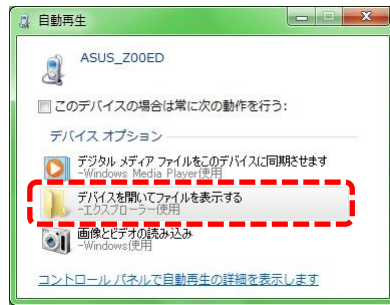 自動再生
ASUS_Z00ED
このデバイスの場合は常に次の動作を行う:
デバイス オプション
デジタル メディア ファイルをこのデバイスに同期させます
-Windows Media Player使用
デバイスを開いてファイルを表示する
-エクスプローラー使用
画像とビデオの読み込み
-Windows使用
コントロール パネルで自動再生の詳細を表示します